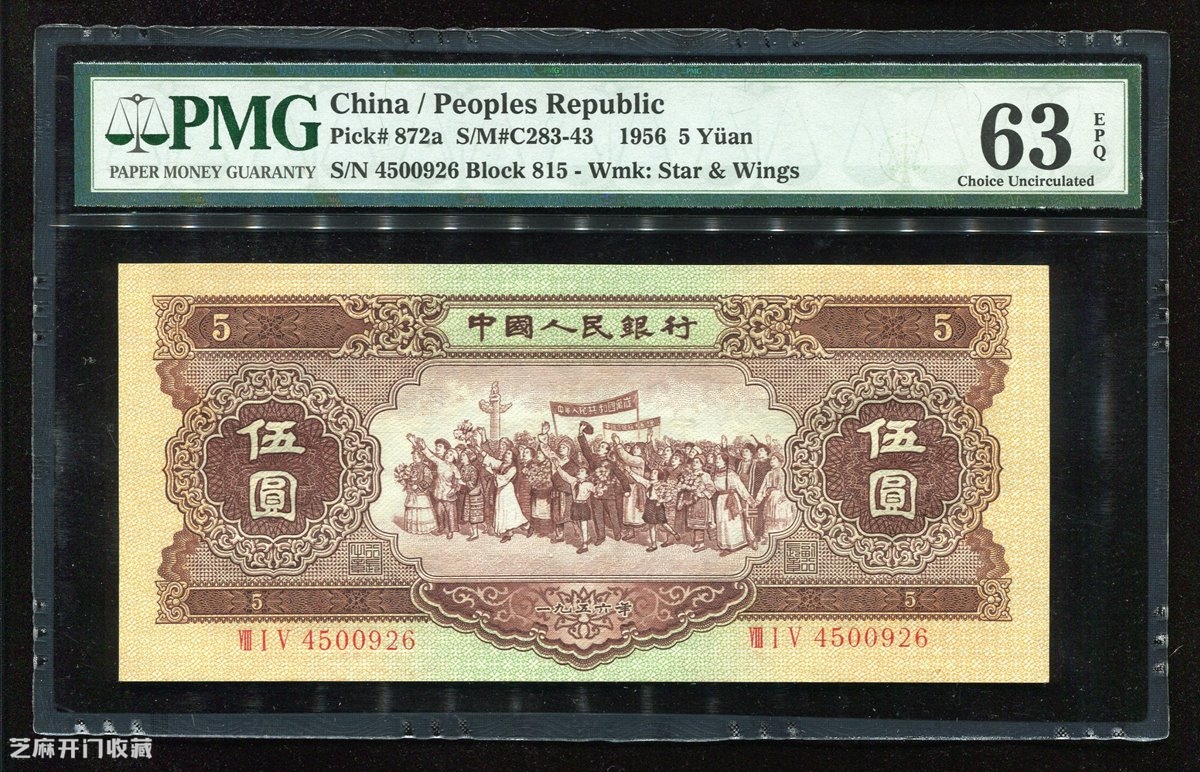 PMG
PAPER MONEY GUARANTY
China / Peoples Republic
Pick# 872a S/M#C283-43 1956 5 Yüan
S/N 4500926 Block 815 - Wmk: Star & Wings
63
EPQ
Choice Uncirculated
5
中國人民銀行
5
伍圓
伍圓
5
一九五六年
5
Ⅷ I V 4500926
Ⅷ I V 4500926
芝麻开门收藏